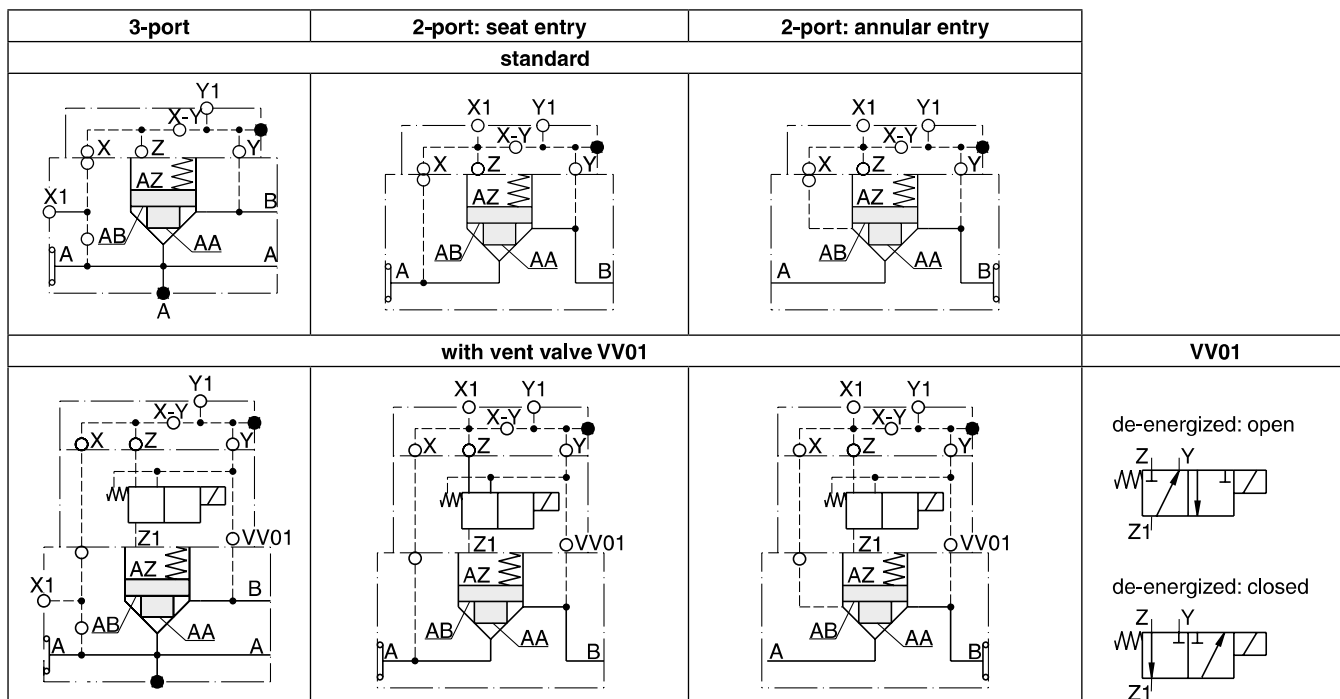 3-port 2-port: seat entry 2-port: annular entry
standard
Y1
X-Y
X Z Y
AZ
X1
B
AB AA
A A
A
X1 Y1
X-Y
X Z Y
AZ
AB AA
A B
X1 Y1
X-Y
X Z Y
AZ
AB AA
A B
with vent valve VV01 VV01
Y1
X-Y
X Z Y
Z1 VV01
AZ
X1
B
AB AA
A A
X1 Y1
X-Y
X Z Y
Z1 VV01
AZ
AB AA
A B
X1 Y1
X-Y
X Z Y
Z1 VV01
AZ
AB AA
A B
de-energized: open
Z Y
Z1
de-energized: closed
Z Y
Z1